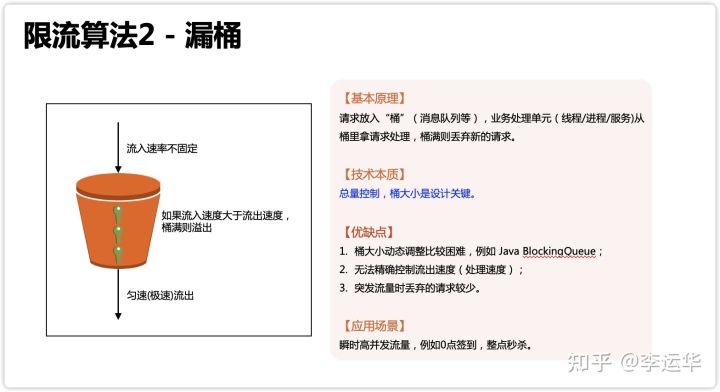 限流算法2 - 漏桶
流入速率不固定
如果流入速度大于流出速度，
桶满则溢出
匀速(极速)流出
【基本原理】
请求放入“桶”（消息队列等），业务处理单元（线程/进程/服务)从
桶里拿请求处理，桶满则丢弃新的请求。
【技术本质】
总量控制，桶大小是设计关键。
【优缺点】
1. 桶大小动态调整比较困难，例如 Java BlockingQueue；
2. 无法精确控制流出速度（处理速度）；
3. 突发流量时丢弃的请求较少。
【应用场景】
瞬时高并发流量，例如0点签到，整点秒杀。
知乎 @李运华